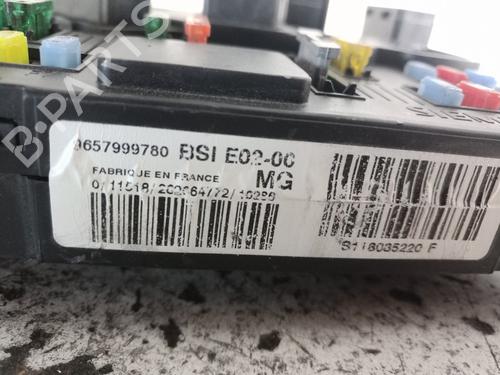 B-PARTS
9657999780 BSI E02-00
FABRIQUE EN FRANCE MG
S118035220 F